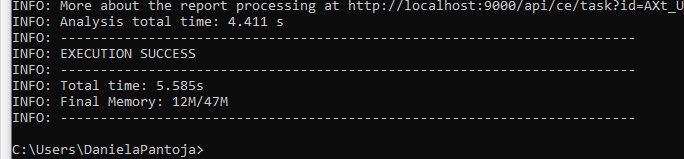 INFO: More about the report processing at http://localhost:9000/api/ce/task?id=AXt_U
INFO: Analysis total time: 4.411 s
INFO: ------------------------------------------------------------------------
INFO: EXECUTION SUCCESS
INFO: ------------------------------------------------------------------------
INFO: Total time: 5.585s
INFO: Final Memory: 12M/47M
INFO: ------------------------------------------------------------------------
C:\Users\DanielaPantoja>